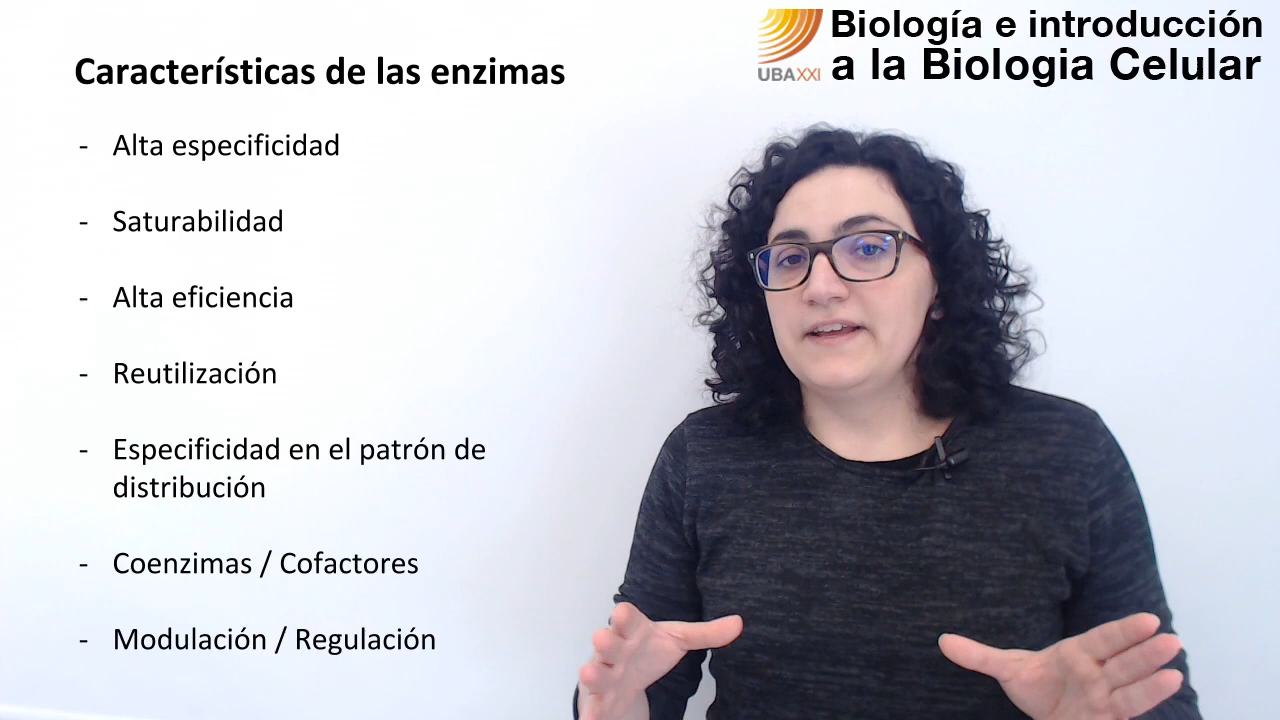 Biología e introducción
a la Biologia Celular
UBAXXI
Características de las enzimas
- Alta especificidad
- Saturabilidad
- Alta eficiencia
- Reutilización
- Especificidad en el patrón de
distribución
- Coenzimas / Cofactores
- Modulación / Regulación